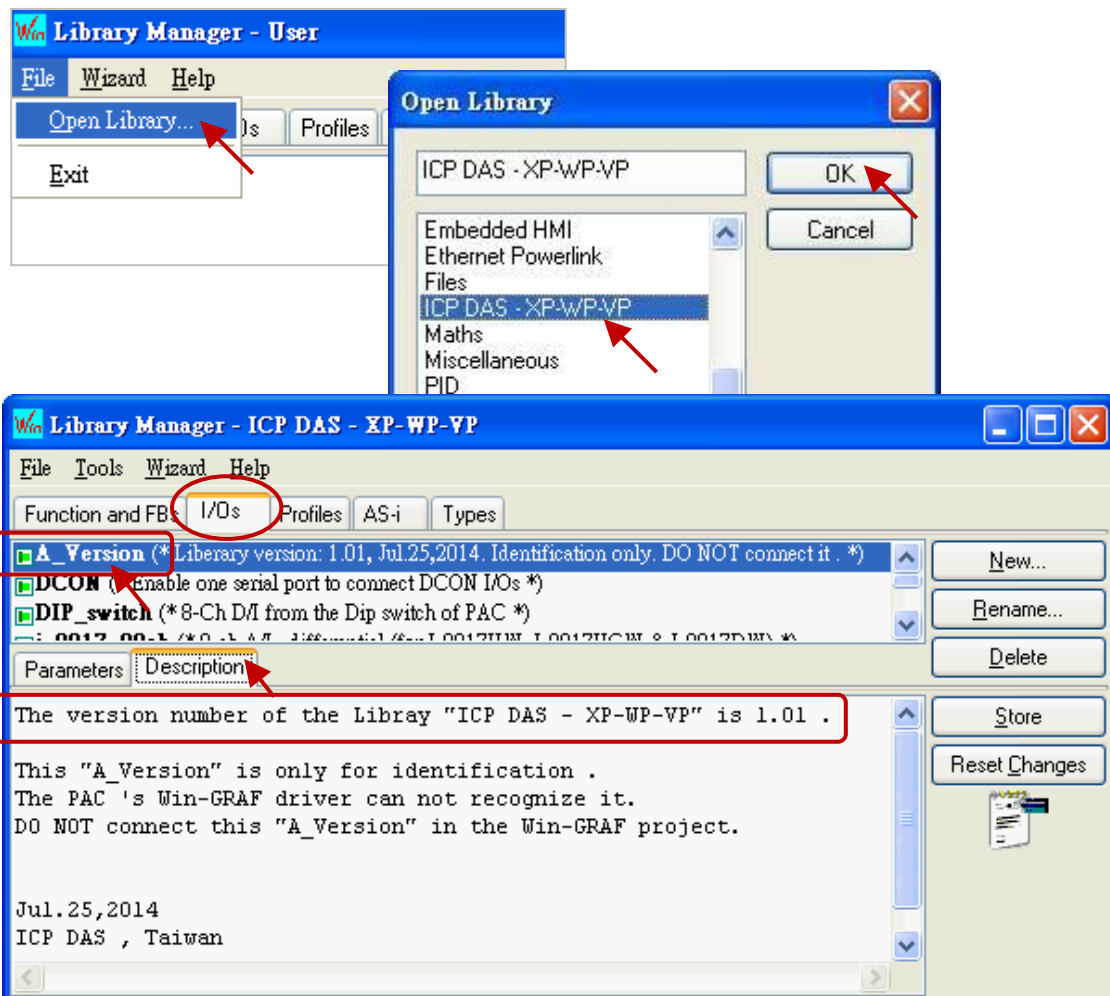 Win Library Manager - User
File Wizard Help
Open Library... Os Profiles
Exit
Open Library
ICP DAS - XP-WP-VP OK
Cancel
Embedded HMI
Ethernet Powerlink
Files
ICP DAS - XP-WP-VP
Maths
Miscellaneous
PID
Win Library Manager - ICP DAS - XP-WP-VP
File Tools Wizard Help
Function and FBs I/Os Profiles AS-i Types
A_Version (* Liberary version: 1.01, Jul.25,2014. Identification only. DO NOT connect it . *)
DCON (* Enable one serial port to connect DCON I/Os *)
DIP_switch (* 8-Ch D/I from the Dip switch of PAC *)
New...
Rename...
Delete
Parameters Description
The version number of the Libray "ICP DAS - XP-WP-VP" is 1.01 .
This "A_Version" is only for identification .
The PAC 's Win-GRAF driver can not recognize it.
DO NOT connect this "A_Version" in the Win-GRAF project.
Jul.25,2014
ICP DAS , Taiwan
Store
Reset Changes